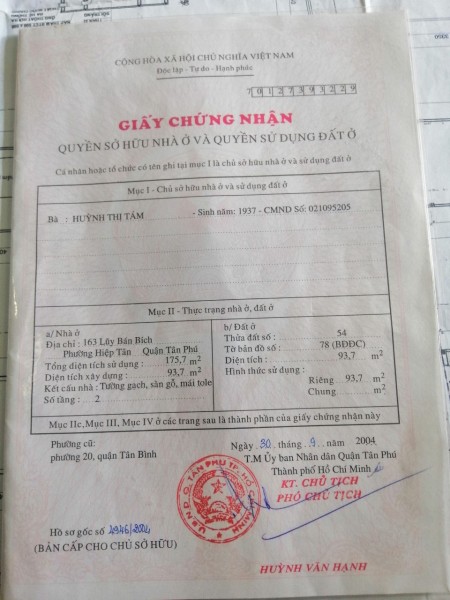 CỘNG HÒA XÃ HỘI CHỦ NGHĨA VIỆT NAM
Độc lập - Tự do - Hạnh phúc
GIẤY CHỨNG NHẬN
QUYỀN SỞ HỮU NHÀ Ở VÀ QUYỀN SỬ DỤNG ĐẤT Ở
Cá nhân hoặc tổ chức có tên ghi tại mục I là chủ sở hữu nhà ở và sử dụng đất ở
Mục I - Chủ sở hữu nhà ở và sử dụng đất ở
Bà : HUỲNH THỊ TÁM - Sinh năm: 1937 - CMND Số: 021095205
Mục II - Thực trạng nhà ở, đất ở
a/ Nhà ở
Địa chỉ : 163 Lũy Bán Bích
Phường Hiệp Tân Quận Tân Phú
Tổng diện tích sử dụng : 175,7 m2
Diện tích xây dựng : 93,7 m2
Kết cấu nhà : Tường gạch, sàn gỗ, mái tole
Số tầng : 2
b/ Đất ở
Thửa đất số : 54
Tờ bản đồ số : 78 (BĐĐC)
Diện tích : 93,7 m2
Hình thức sử dụng :
Riêng 93,7 m2
Chung m2
Mục IIc, Mục III, Mục IV ở các trang sau là thành phần của giấy chứng nhận này
Phường cũ:
phường 20, quận Tân Bình
Ngày 30 tháng 9 năm 2004
T.M Ủy ban Nhân dân Quận Tân Phú
Thành phố Hồ Chí Minh
KT. CHỦ TỊCH
PHÓ CHỦ TỊCH
U.B.N.D Q. TÂN PHÚ T.P. HỒ CHÍ MINH
Hồ sơ gốc số 2946/2004
(BẢN CẤP CHO CHỦ SỞ HỮU)
HUỲNH VĂN HẠNH